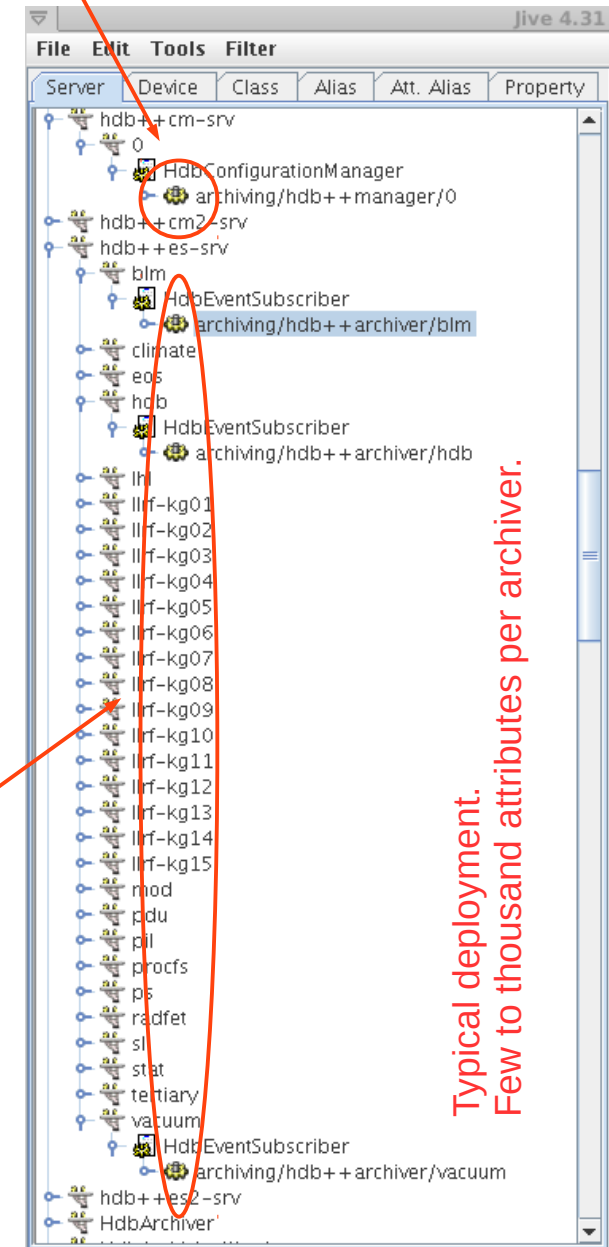 Jive 4.31
File Edit Tools Filter
Server Device Class Alias Att. Alias Property
hdb++cm-srv
0
HdbConfigurationManager
archiving/hdb++manager/0
hdb++cm2-srv
hdb++es-srv
blm
HdbEventSubscriber
archiving/hdb++archiver/blm
climate
eos
hdb
HdbEventSubscriber
archiving/hdb++archiver/hdb
lhl
llrf-kg01
llrf-kg02
llrf-kg03
llrf-kg04
llrf-kg05
llrf-kg06
llrf-kg07
llrf-kg08
llrf-kg09
llrf-kg10
llrf-kg11
llrf-kg12
llrf-kg13
llrf-kg14
llrf-kg15
mod
pdu
pil
procfs
ps
radfet
sl
stat
tertiary
vacuum
HdbEventSubscriber
archiving/hdb++archiver/vacuum
hdb++es2-srv
HdbArchiver
Typical deployment.
Few to thousand attributes per archiver.